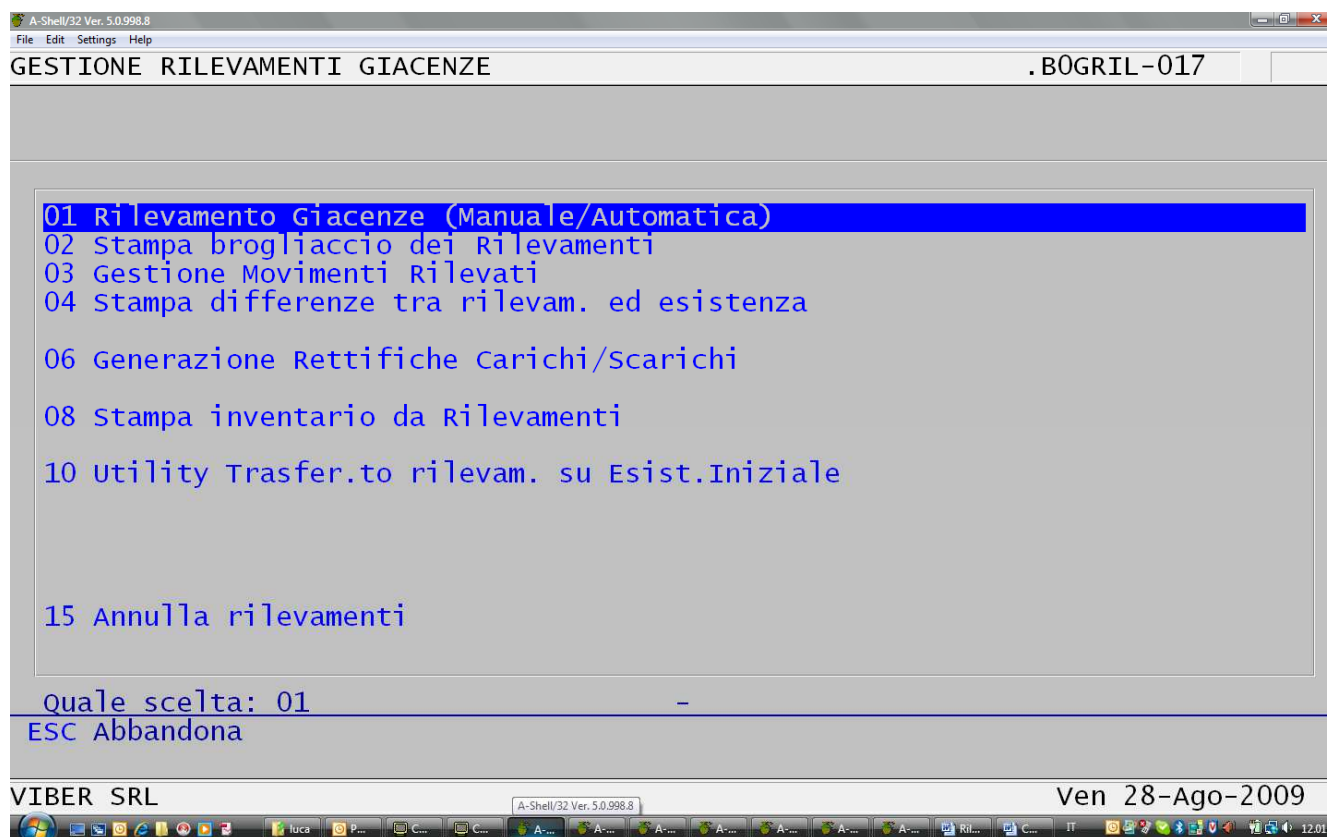 A-Shell/32 Ver. 5.0.998.8
File Edit Settings Help
GESTIONE RILEVAMENTI GIACENZE .B0GRIL-017
01 Rilevamento Giacenze (Manuale/Automatica)
02 Stampa brogliaccio dei Rilevamenti
03 Gestione Movimenti Rilevati
04 Stampa differenze tra rilevam. ed esistenza
06 Generazione Rettifiche Carichi/Scarichi
08 Stampa inventario da Rilevamenti
10 Utility Trasfer.to rilevam. su Esist.Iniziale
15 Annulla rilevamenti
Quale scelta: 01 –
ESC Abbandona
VIBER SRL Ven 28-Ago-2009
A-Shell/32 Ver. 5.0.998.8
luca P... C... C... A-... A-... A-... A-... A-... A-... A-... Ril... C... IT 12.01